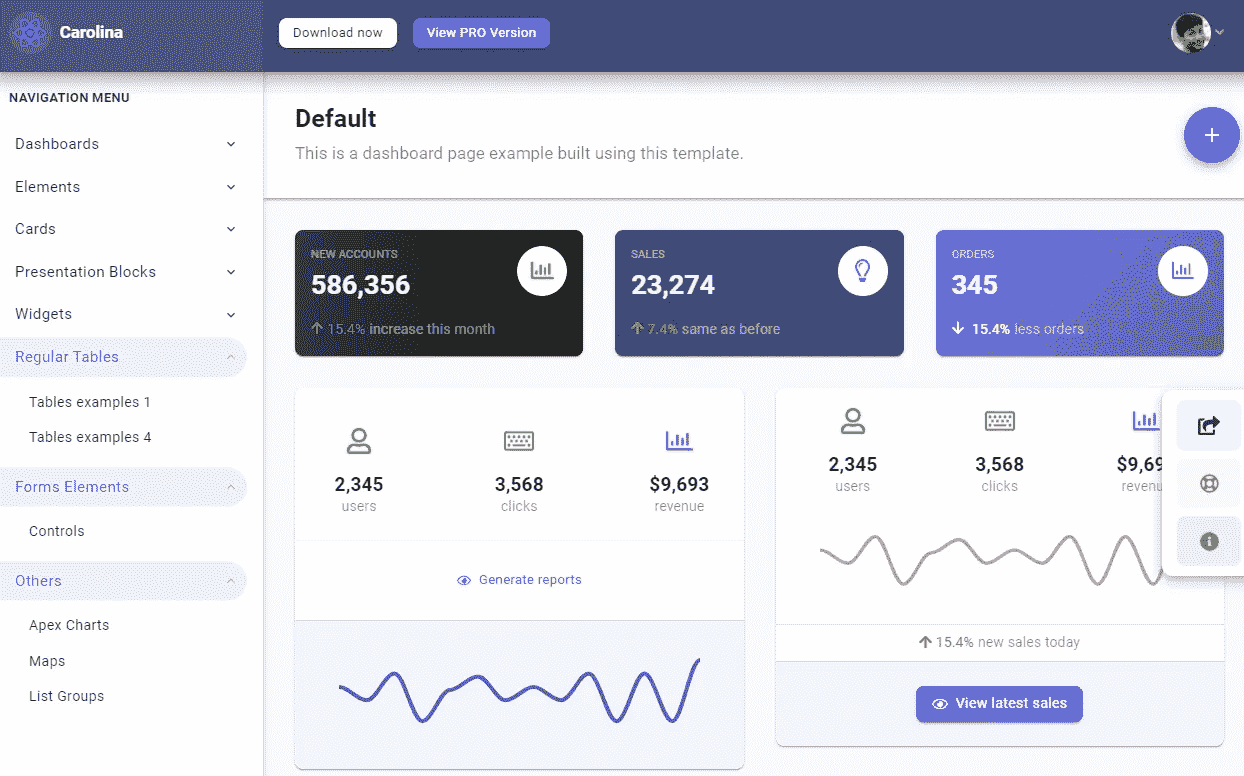 Carolina
Download now
View PRO Version
NAVIGATION MENU
Dashboards
Elements
Cards
Presentation Blocks
Widgets
Regular Tables
Tables examples 1
Tables examples 4
Forms Elements
Controls
Others
Apex Charts
Maps
List Groups
Default
This is a dashboard page example built using this template.
NEW ACCOUNTS
586,356
15.4% increase this month
SALES
23,274
7.4% same as before
ORDERS
345
15.4% less orders
2,345
users
3,568
clicks
$9,693
revenue
Generate reports
2,345
users
3,568
clicks
$9,69
revenu
15.4% new sales today
View latest sales